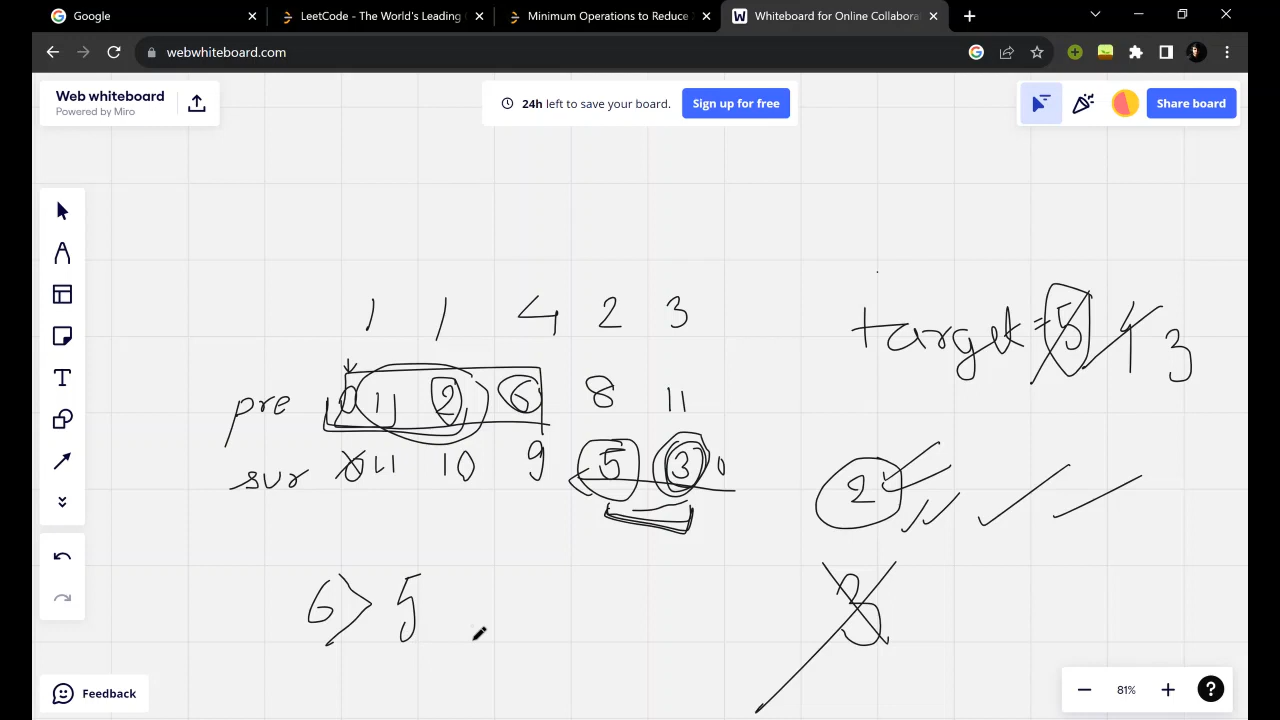 Google
LeetCode - The World's Leading
Minimum Operations to Reduce
Whiteboard for Online Collabora
webwhiteboard.com
Web whiteboard
Powered by Miro
24h left to save your board.
Sign up for free
Share board
1 1 4 2 3
target = 5 4 3
pre 0 1 2 6 8 11
sur 0 11 10 9 5 3 0
2
6 > 5
3
Feedback
81%